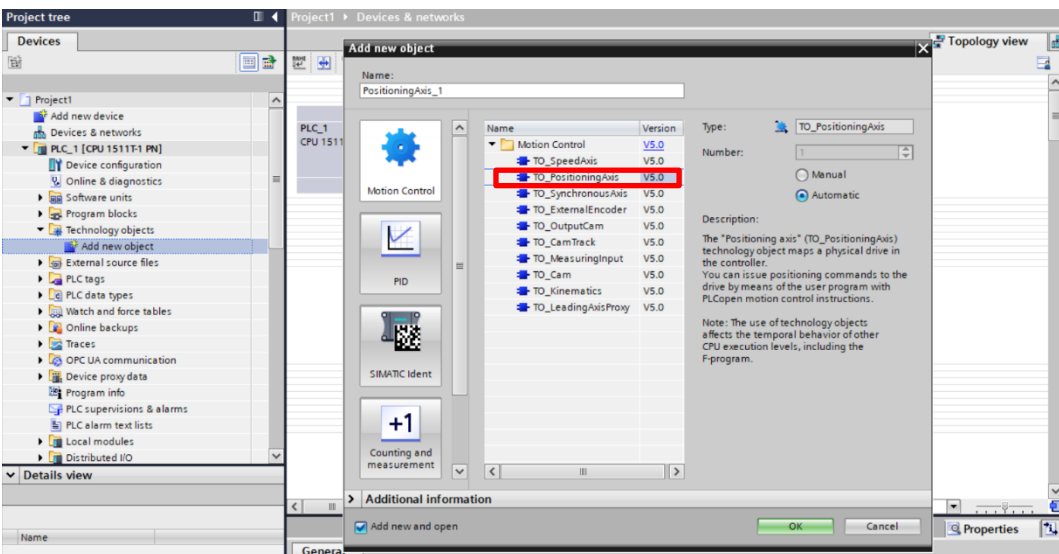 Project tree
Project1 ▸ Devices & networks
Devices
Topology view
Project1
Add new device
Devices & networks
PLC_1 [CPU 1511T-1 PN]
Device configuration
Online & diagnostics
Software units
Program blocks
Technology objects
Add new object
External source files
PLC tags
PLC data types
Watch and force tables
Online backups
Traces
OPC UA communication
Device proxy data
Program info
PLC supervisions & alarms
PLC alarm text lists
Local modules
Distributed I/O
Details view
Name
PLC_1
CPU 1511
Add new object
Name:
PositioningAxis_1
Motion Control
PID
SIMATIC Ident
+1
Counting and
measurement
Name Version
Motion Control V5.0
TO_SpeedAxis V5.0
TO_PositioningAxis V5.0
TO_SynchronousAxis V5.0
TO_ExternalEncoder V5.0
TO_OutputCam V5.0
TO_CamTrack V5.0
TO_MeasuringInput V5.0
TO_Cam V5.0
TO_Kinematics V5.0
TO_LeadingAxisProxy V5.0
Type: TO_PositioningAxis
Number: 1
Manual
Automatic
Description:
The "Positioning axis" (TO_PositioningAxis)
technology object maps a physical drive in
the controller.
You can issue positioning commands to the
drive by means of the user program with
PLCopen motion control instructions.
Note: The use of technology objects
affects the temporal behavior of other
CPU execution levels, including the
F-program.
Additional information
Add new and open
OK Cancel
Properties